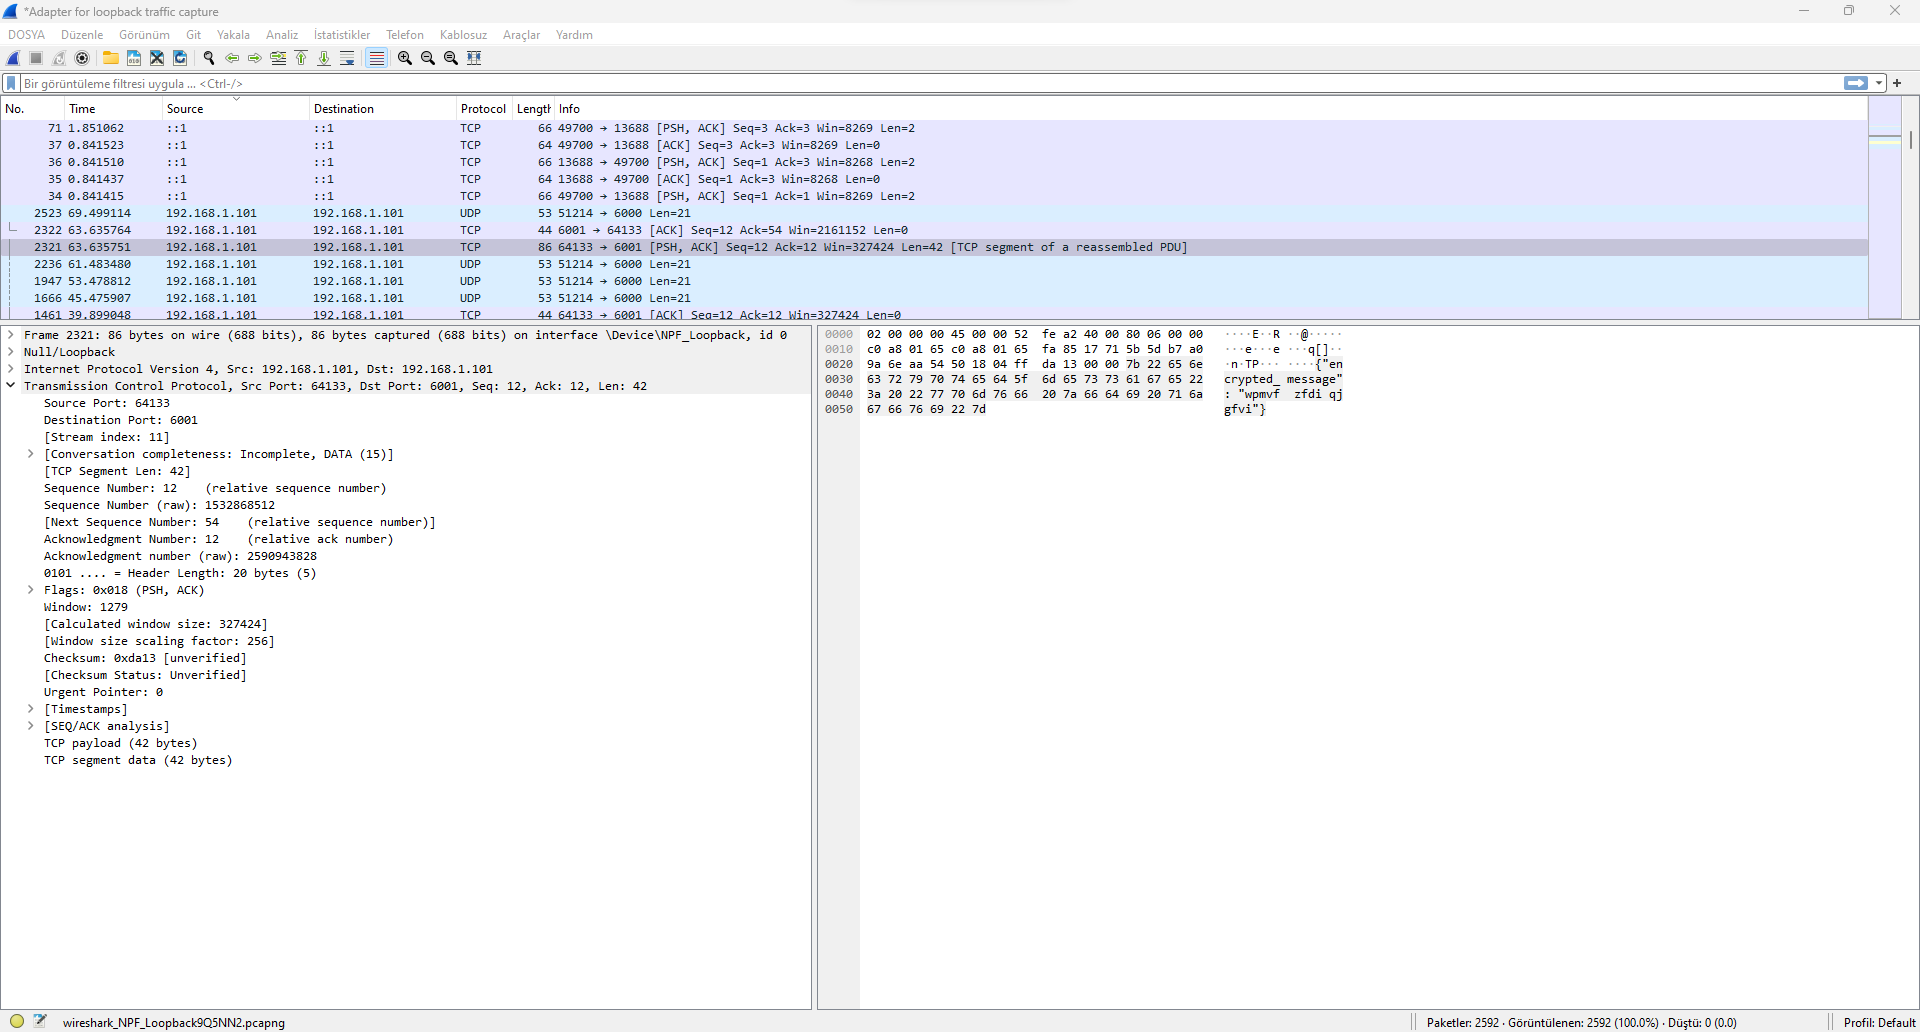 *Adapter for loopback traffic capture
DOSYA Düzenle Görünüm Git Yakala Analiz İstatistikler Telefon Kablosuz Araçlar Yardım
Bir görüntüleme filtresi uygula ... <Ctrl-/>
No. Time Source Destination Protocol Length Info
71 1.851062 ::1 ::1 TCP 66 49700 → 13688 [PSH, ACK] Seq=3 Ack=3 Win=8269 Len=2
37 0.841523 ::1 ::1 TCP 64 49700 → 13688 [ACK] Seq=3 Ack=3 Win=8269 Len=0
36 0.841510 ::1 ::1 TCP 66 13688 → 49700 [PSH, ACK] Seq=1 Ack=3 Win=8268 Len=2
35 0.841437 ::1 ::1 TCP 64 13688 → 49700 [ACK] Seq=1 Ack=3 Win=8268 Len=0
34 0.841415 ::1 ::1 TCP 66 49700 → 13688 [PSH, ACK] Seq=1 Ack=1 Win=8269 Len=2
2523 69.499114 192.168.1.101 192.168.1.101 UDP 53 51214 → 6000 Len=21
2322 63.635764 192.168.1.101 192.168.1.101 TCP 44 6001 → 64133 [ACK] Seq=12 Ack=54 Win=2161152 Len=0
2321 63.635751 192.168.1.101 192.168.1.101 TCP 86 64133 → 6001 [PSH, ACK] Seq=12 Ack=12 Win=327424 Len=42 [TCP segment of a reassembled PDU]
2236 61.483480 192.168.1.101 192.168.1.101 UDP 53 51214 → 6000 Len=21
1947 53.478812 192.168.1.101 192.168.1.101 UDP 53 51214 → 6000 Len=21
1666 45.475907 192.168.1.101 192.168.1.101 UDP 53 51214 → 6000 Len=21
1461 39.899048 192.168.1.101 192.168.1.101 TCP 44 64133 → 6001 [ACK] Seq=12 Ack=12 Win=327424 Len=0
Frame 2321: 86 bytes on wire (688 bits), 86 bytes captured (688 bits) on interface \Device\NPF_Loopback, id 0
Null/Loopback
Internet Protocol Version 4, Src: 192.168.1.101, Dst: 192.168.1.101
Transmission Control Protocol, Src Port: 64133, Dst Port: 6001, Seq: 12, Ack: 12, Len: 42
Source Port: 64133
Destination Port: 6001
[Stream index: 11]
[Conversation completeness: Incomplete, DATA (15)]
[TCP Segment Len: 42]
Sequence Number: 12 (relative sequence number)
Sequence Number (raw): 1532868512
[Next Sequence Number: 54 (relative sequence number)]
Acknowledgment Number: 12 (relative ack number)
Acknowledgment number (raw): 2590943828
0101 .... = Header Length: 20 bytes (5)
Flags: 0x018 (PSH, ACK)
Window: 1279
[Calculated window size: 327424]
[Window size scaling factor: 256]
Checksum: 0xda13 [unverified]
[Checksum Status: Unverified]
Urgent Pointer: 0
[Timestamps]
[SEQ/ACK analysis]
TCP payload (42 bytes)
TCP segment data (42 bytes)
0000 02 00 00 00 45 00 00 52 fe a2 40 00 80 06 00 00 ····E··R ··@·····
0010 c0 a8 01 65 c0 a8 01 65 fa 85 17 71 5b 5d b7 a0 ···e···e ···q[]··
0020 9a 6e aa 54 50 18 04 ff da 13 00 00 7b 22 65 6e ·n·TP··· ····{"en
0030 63 72 79 70 74 65 64 5f 6d 65 73 73 61 67 65 22 crypted_ message"
0040 3a 20 22 77 70 6d 76 66 20 7a 66 64 69 20 71 6a : "wpmvf zfdi qj
0050 67 66 76 69 22 7d gfvi"}
wireshark_NPF_Loopback9Q5NN2.pcapng
Paketler: 2592 · Görüntülenen: 2592 (100.0%) · Düştü: 0 (0.0)
Profil: Default